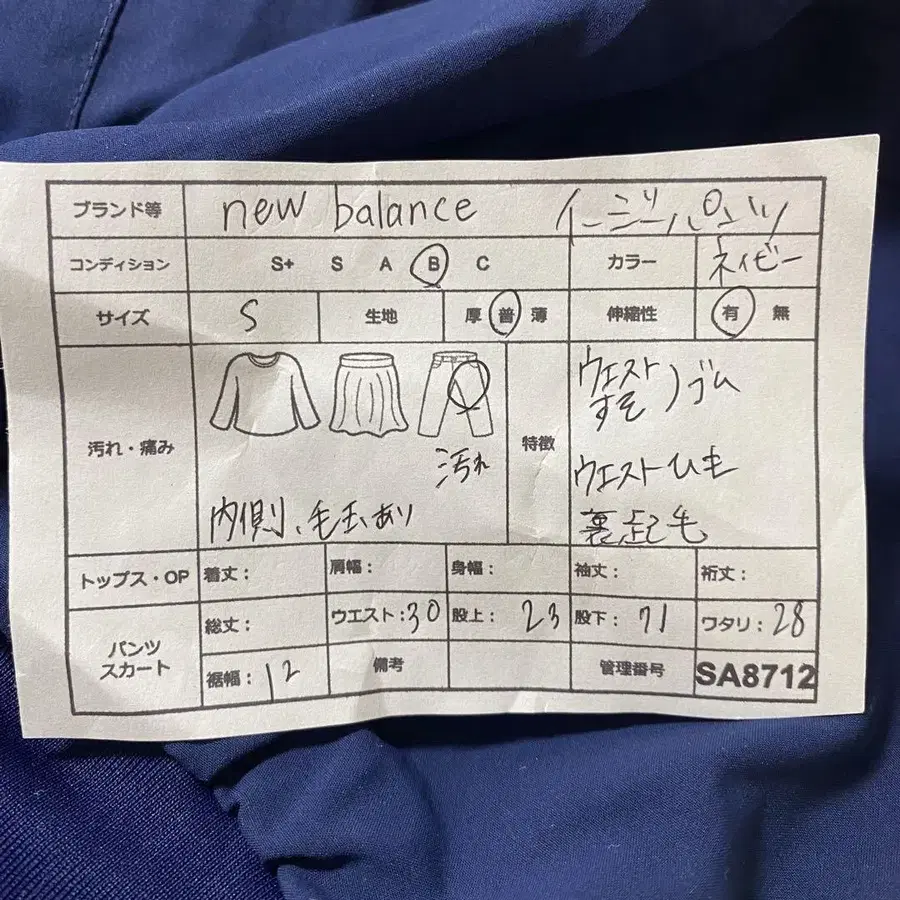 ブランド等 new balance イージーパンツ
コンディション S+ S A B C カラー ネイビー
サイズ S 生地 厚 普 薄 伸縮性 有 無
汚れ・痛み 汚れ 内側、毛玉あり
特徴 ウエスト すそ ゴム
ウエストひも
裏起毛
トップス・OP 着丈: 肩幅: 身幅: 袖丈: 裄丈:
パンツ スカート 総丈: ウエスト:30 股上: 23 股下: 71 ワタリ: 28
裾幅: 12 備考 管理番号 SA8712